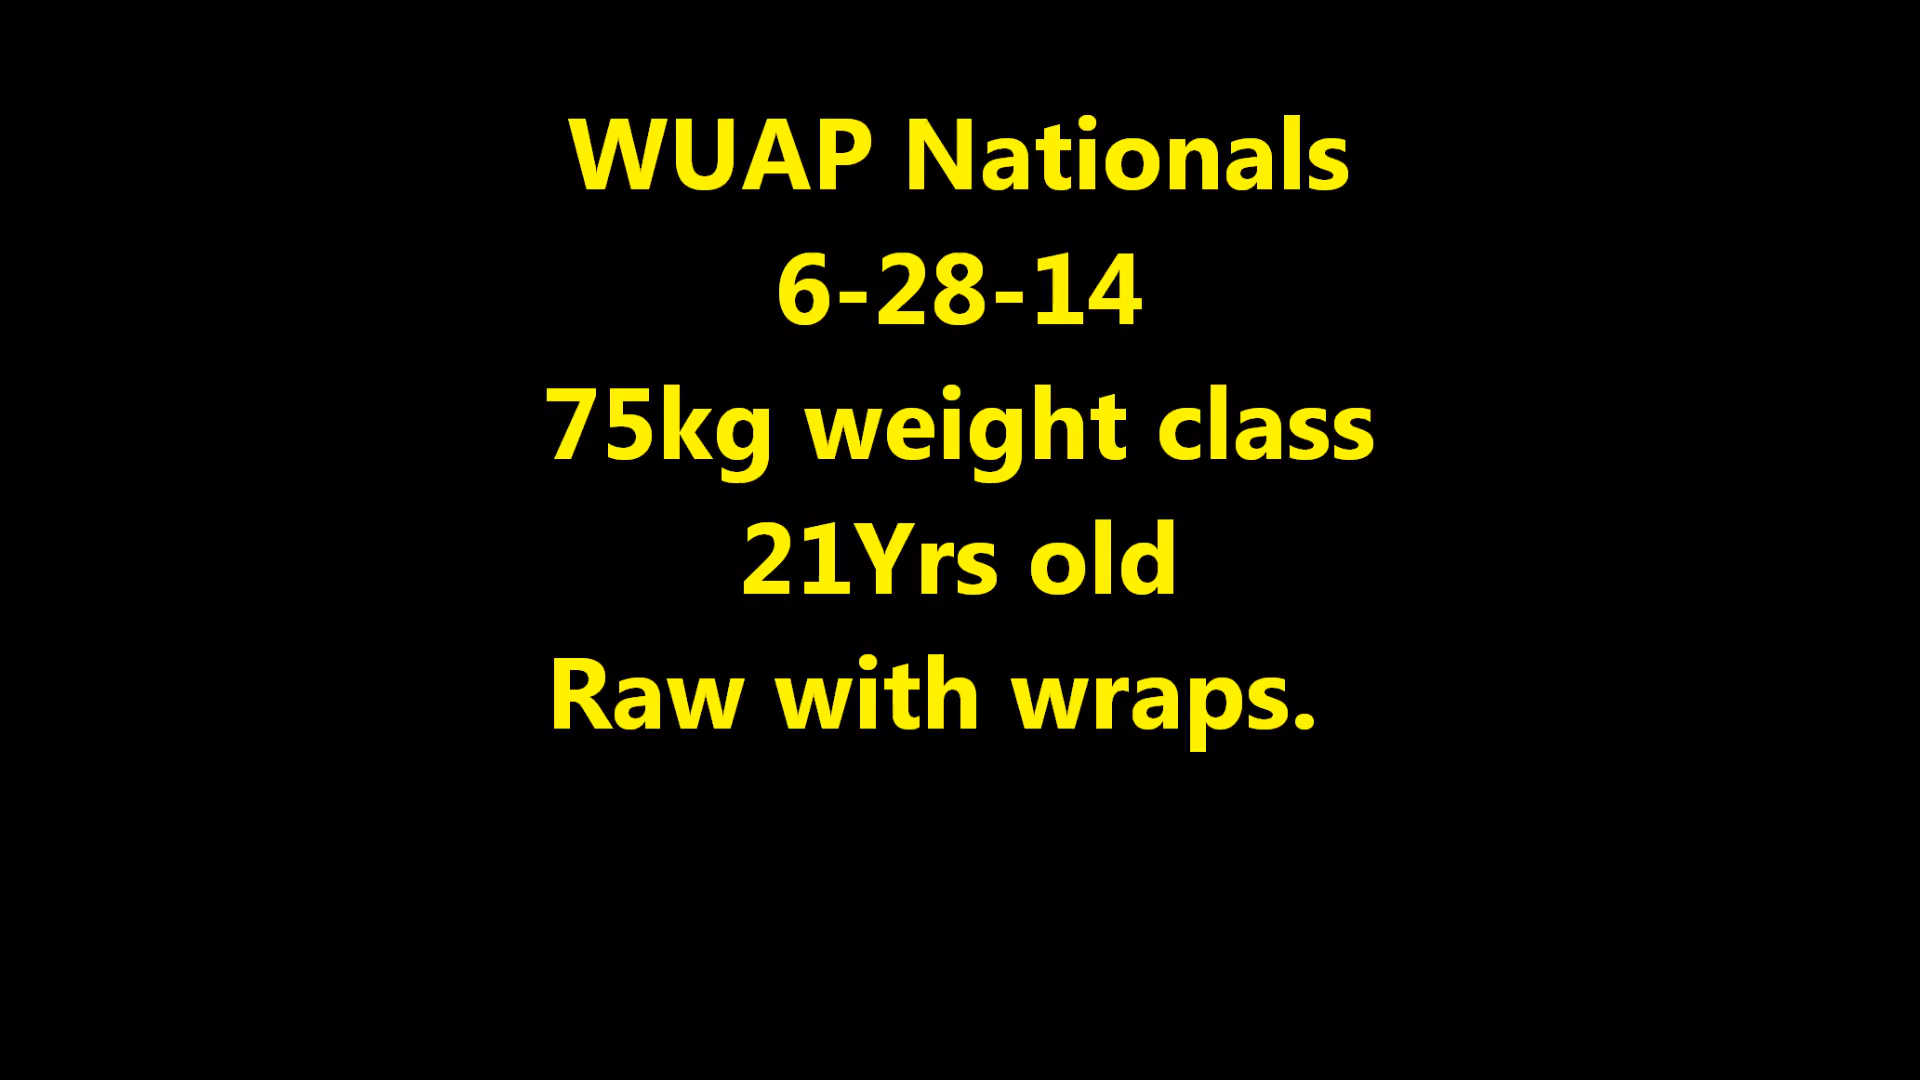 WUAP Nationals
6-28-14
75kg weight class
21Yrs old
Raw with wraps.